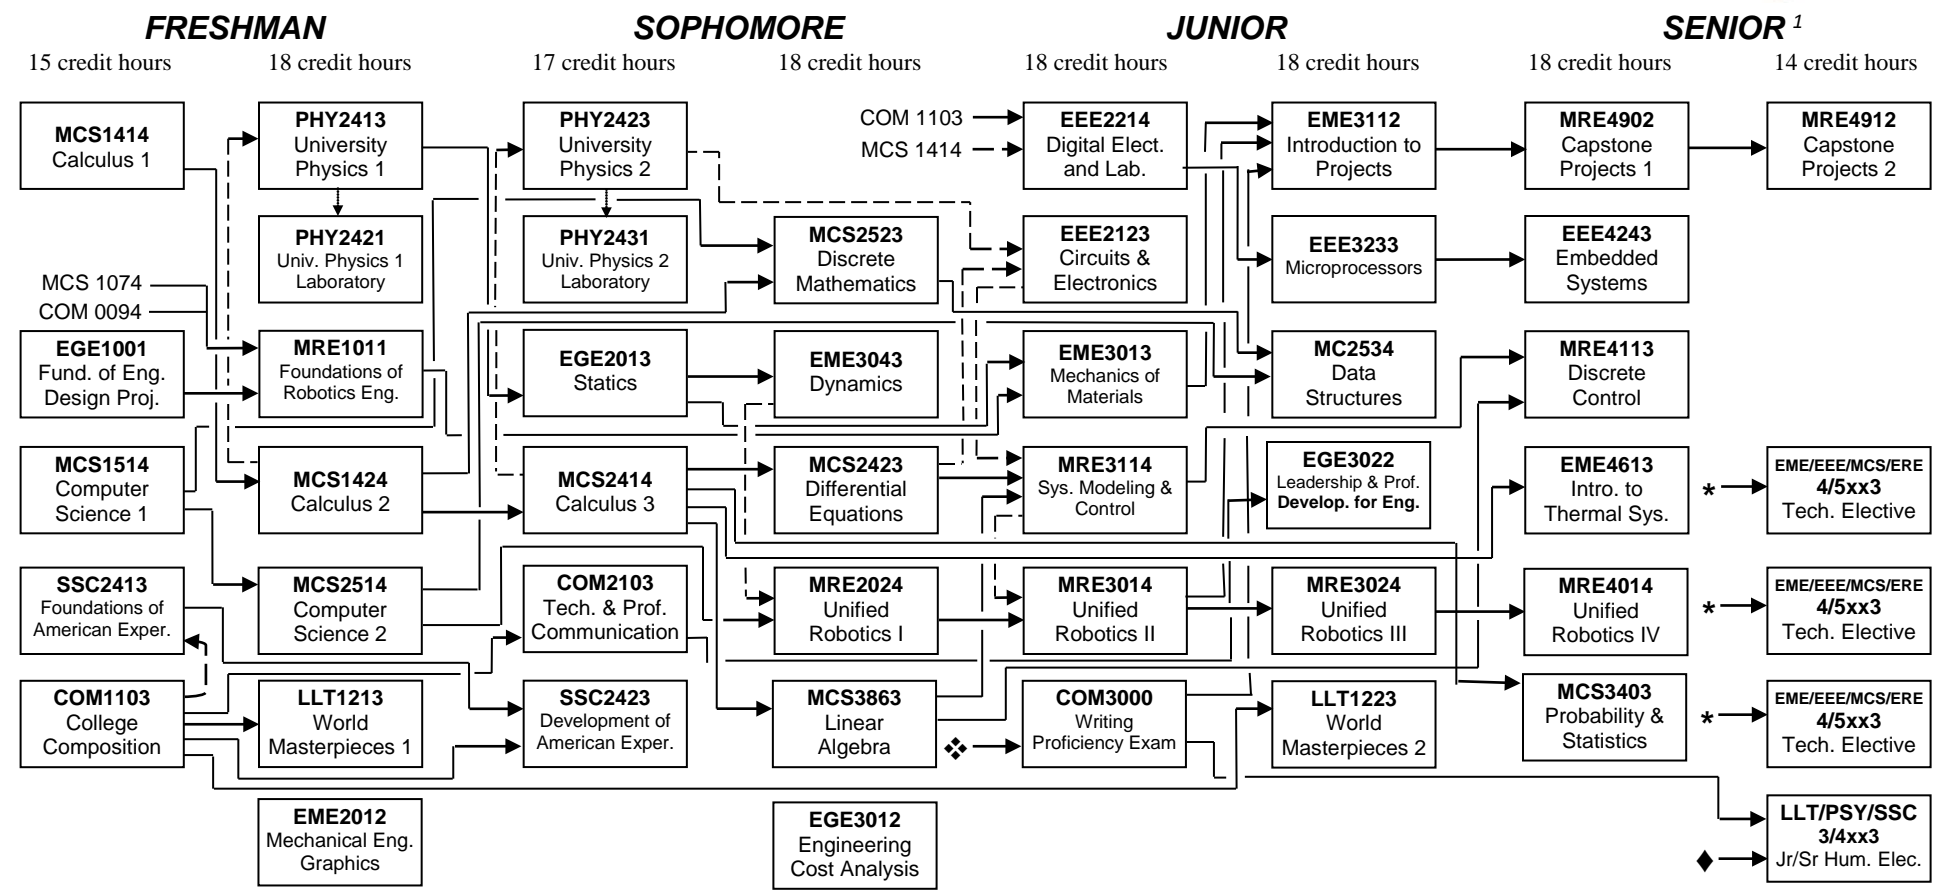 FRESHMAN
SOPHOMORE
JUNIOR
SENIOR 1
15 credit hours
18 credit hours
17 credit hours
18 credit hours
18 credit hours
18 credit hours
18 credit hours
14 credit hours
MCS1414
Calculus 1
MCS 1074
COM 0094
EGE1001
Fund. of Eng.
Design Proj.
MCS1514
Computer
Science 1
SSC2413
Foundations of
American Exper.
COM1103
College
Composition
PHY2413
University
Physics 1
PHY2421
Univ. Physics 1
Laboratory
MRE1011
Foundations of
Robotics Eng.
MCS1424
Calculus 2
MCS2514
Computer
Science 2
LLT1213
World
Masterpieces 1
EME2012
Mechanical Eng.
Graphics
PHY2423
University
Physics 2
PHY2431
Univ. Physics 2
Laboratory
EGE2013
Statics
MCS2414
Calculus 3
COM2103
Tech. & Prof.
Communication
SSC2423
Development of
American Exper.
MCS2523
Discrete
Mathematics
EME3043
Dynamics
MCS2423
Differential
Equations
MRE2024
Unified
Robotics I
MCS3863
Linear
Algebra
EGE3012
Engineering
Cost Analysis
COM 1103
MCS 1414
EEE2214
Digital Elect.
and Lab.
EEE2123
Circuits &
Electronics
EME3013
Mechanics of
Materials
MRE3114
Sys. Modeling &
Control
MRE3014
Unified
Robotics II
❖
COM3000
Writing
Proficiency Exam
EME3112
Introduction to
Projects
EEE3233
Microprocessors
MC2534
Data
Structures
EGE3022
Leadership & Prof.
Develop. for Eng.
MRE3024
Unified
Robotics III
LLT1223
World
Masterpieces 2
MRE4902
Capstone
Projects 1
EEE4243
Embedded
Systems
MRE4113
Discrete
Control
EME4613
Intro. to
Thermal Sys.
MRE4014
Unified
Robotics IV
MCS3403
Probability &
Statistics
MRE4912
Capstone
Projects 2
*
EME/EEE/MCS/ERE
4/5xx3
Tech. Elective
*
EME/EEE/MCS/ERE
4/5xx3
Tech. Elective
*
EME/EEE/MCS/ERE
4/5xx3
Tech. Elective
♦
LLT/PSY/SSC
3/4xx3
Jr/Sr Hum. Elec.